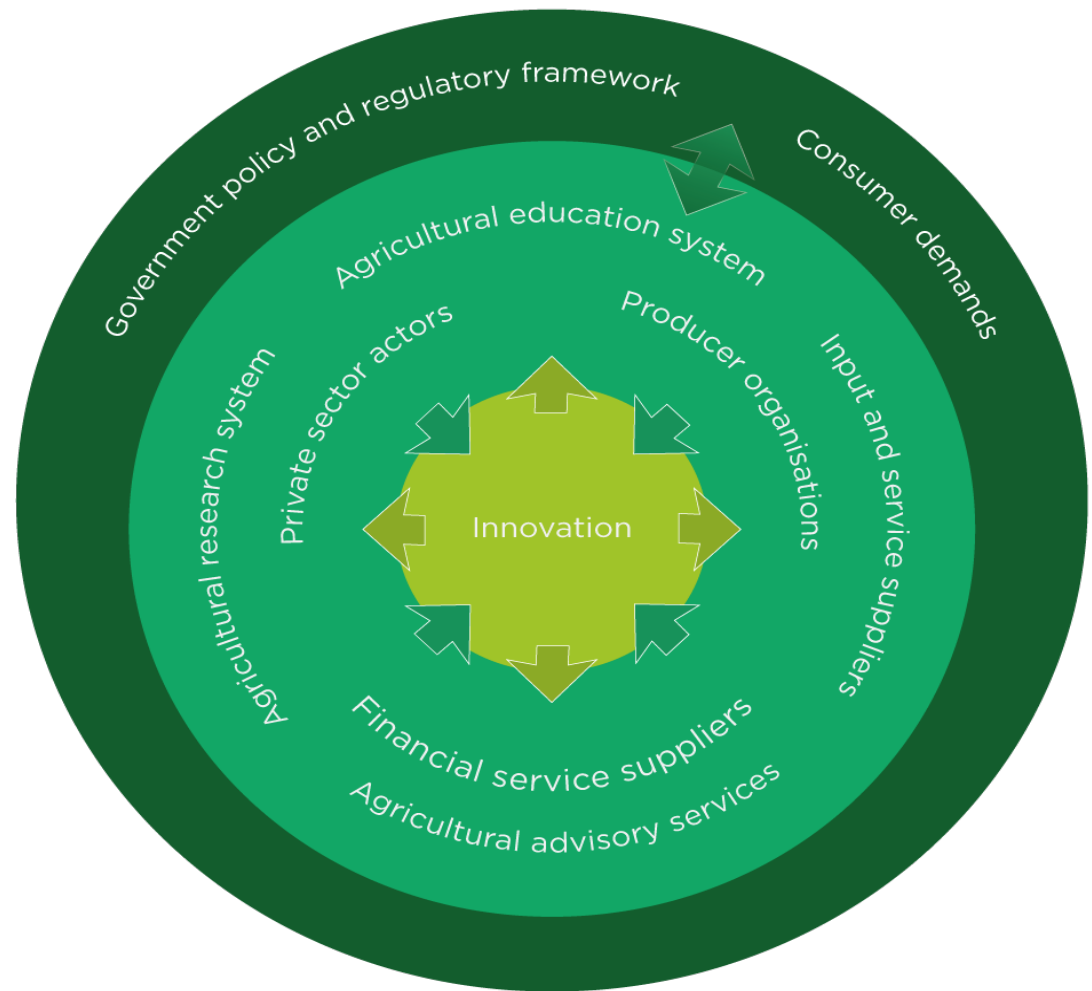 Government policy and regulatory framework
Consumer demands
Agricultural education system
Private sector actors
Producer organisations
Agricultural research system
Input and service suppliers
Innovation
Financial service suppliers
Agricultural advisory services